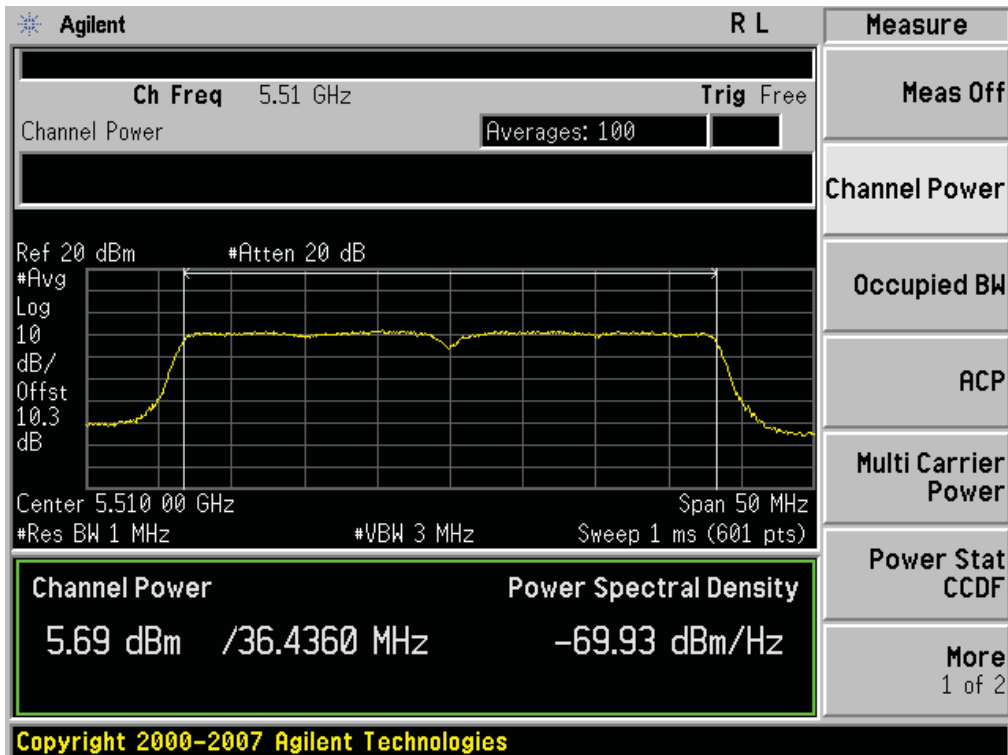 Agilent
R L
Measure
Ch Freq 5.51 GHz
Trig Free
Channel Power
Averages: 100
Ref 20 dBm
#Atten 20 dB
#Avg
Log
10
dB/
Offst
10.3
dB
Center 5.510 00 GHz
Span 50 MHz
#Res BW 1 MHz
#VBW 3 MHz
Sweep 1 ms (601 pts)
Channel Power
Power Spectral Density
5.69 dBm /36.4360 MHz
-69.93 dBm/Hz
Meas Off
Channel Power
Occupied BW
ACP
Multi Carrier
Power
Power Stat
CCDF
More
1 of 2
Copyright 2000-2007 Agilent Technologies